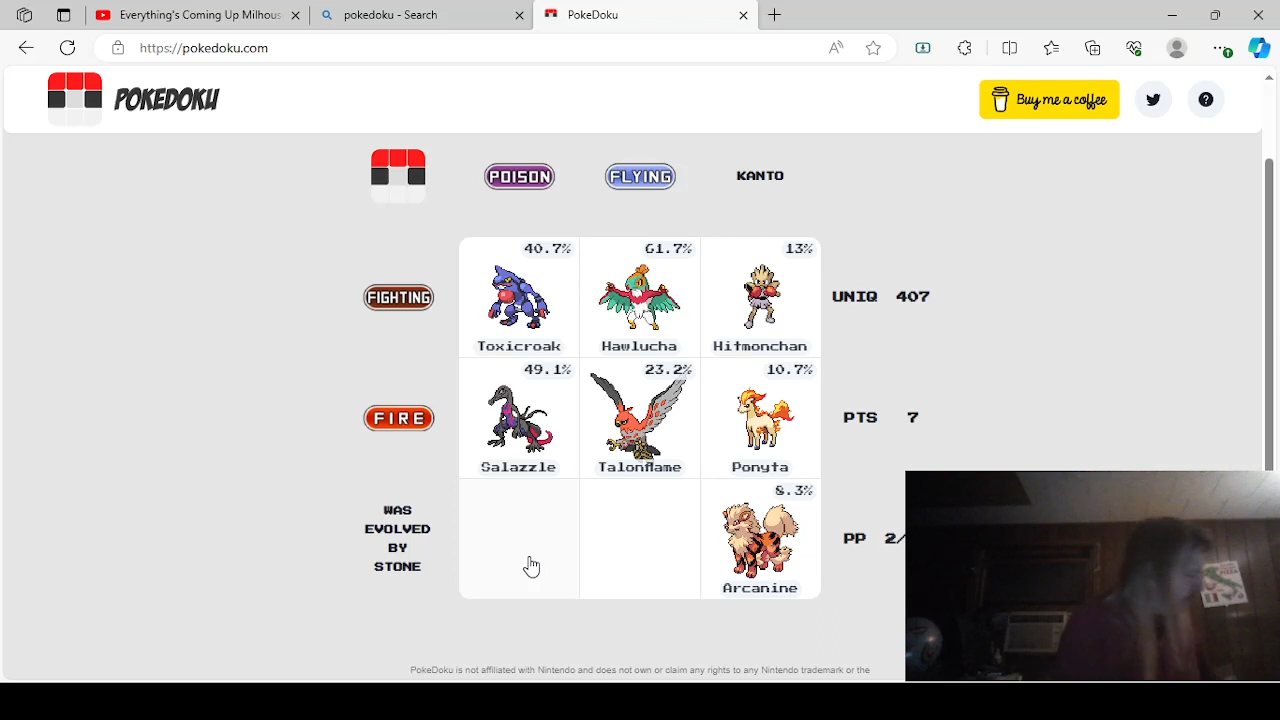 Everything's Coming Up Milhous
pokedoku - Search
PokeDoku
https://pokedoku.com
POKEDOKU
Buy me a coffee
POISON
FLYING
KANTO
40.7%
61.7%
13%
FIGHTING
UNIQ 407
Toxicroak
Hawlucha
Hitmonchan
49.1%
23.2%
10.7%
FIRE
PTS 7
Salazzle
Talonflame
Ponyta
8.3%
WAS
EVOLVED
BY
STONE
PP 2/
Arcanine
PokeDoku is not affiliated with Nintendo and does not own or claim any rights to any Nintendo trademark or the